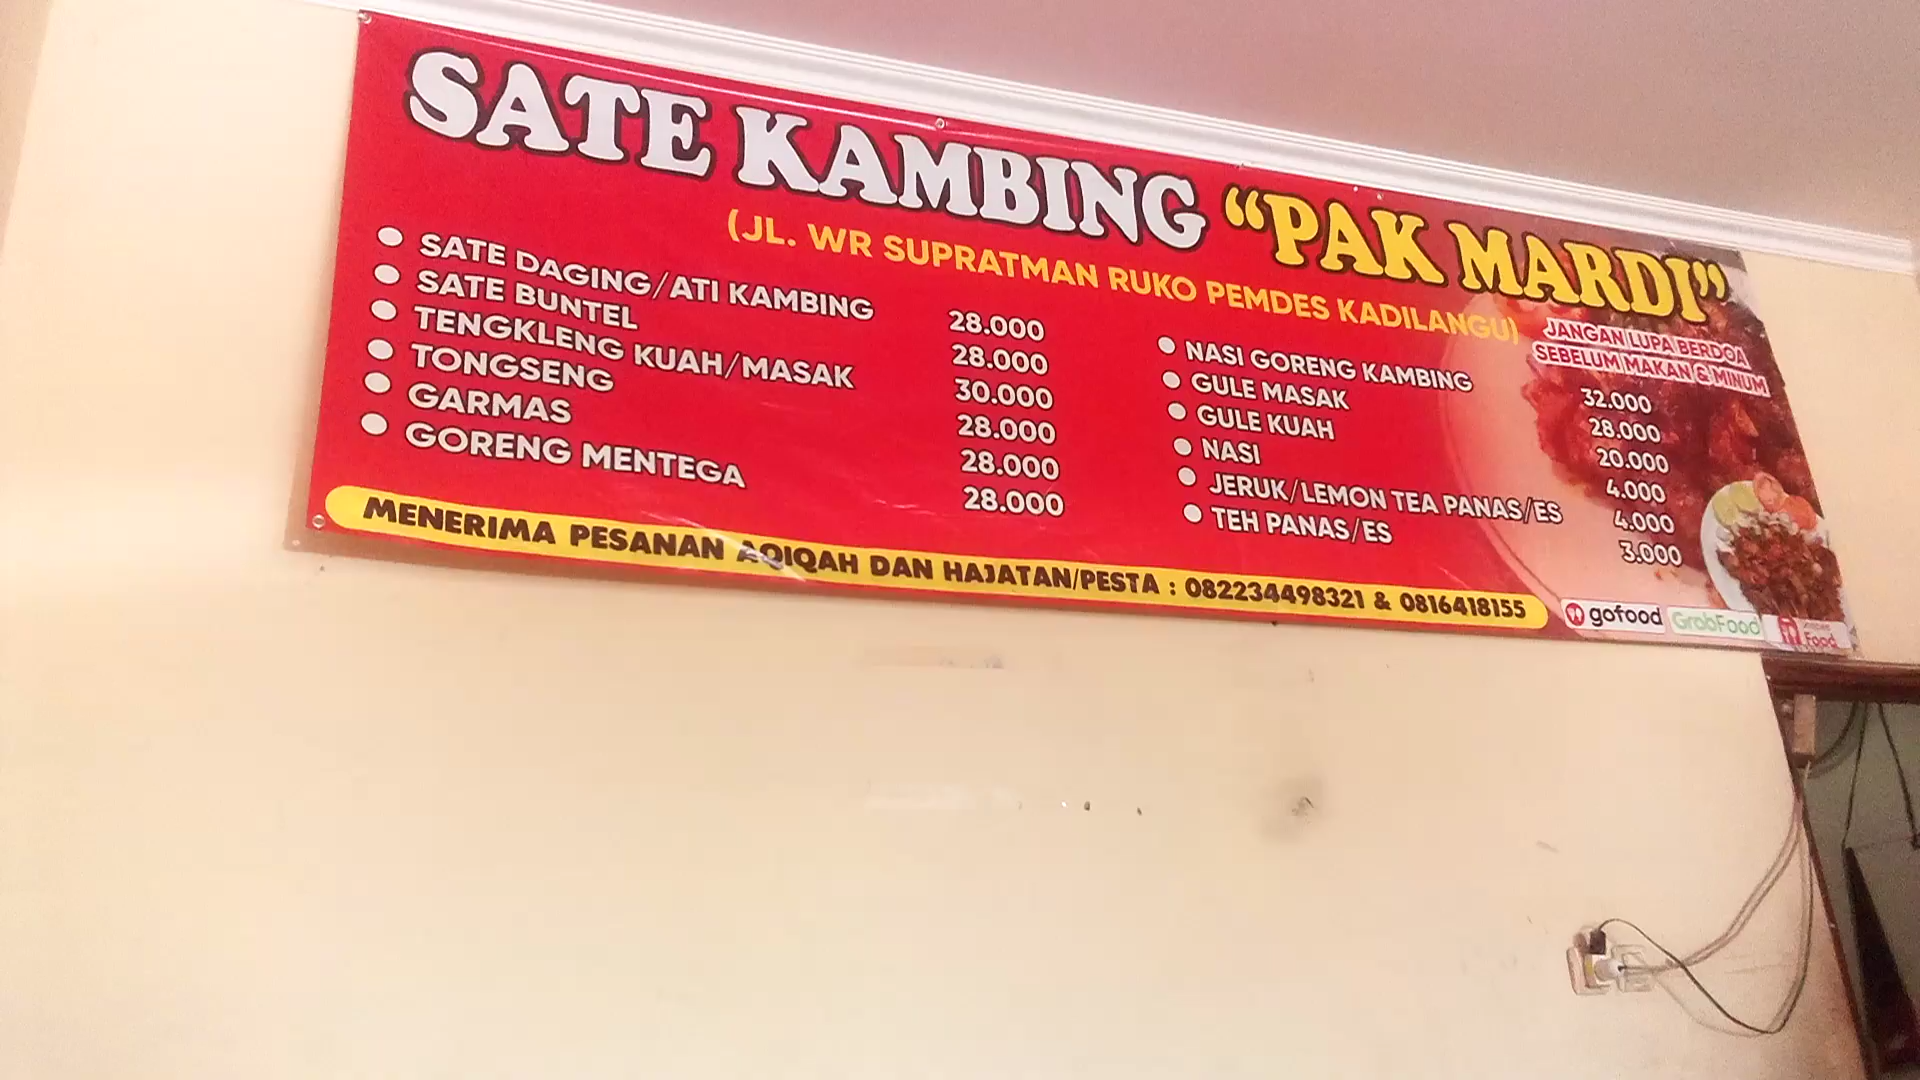 SATE KAMBING “PAK MARDI”
(JL. WR SUPRATMAN RUKO PEMDES KADILANGU)
JANGAN LUPA BERDOA
SEBELUM MAKAN & MINUM
SATE DAGING/ATI KAMBING 28.000
SATE BUNTEL 28.000
TENGKLENG KUAH/MASAK 30.000
TONGSENG 28.000
GARMAS 28.000
GORENG MENTEGA 28.000
NASI GORENG KAMBING 32.000
GULE MASAK 28.000
GULE KUAH 20.000
NASI 4.000
JERUK/LEMON TEA PANAS/ES 4.000
TEH PANAS/ES 3.000
MENERIMA PESANAN AQIQAH DAN HAJATAN/PESTA : 082234498321 & 0816418155
gofood GrabFood Food